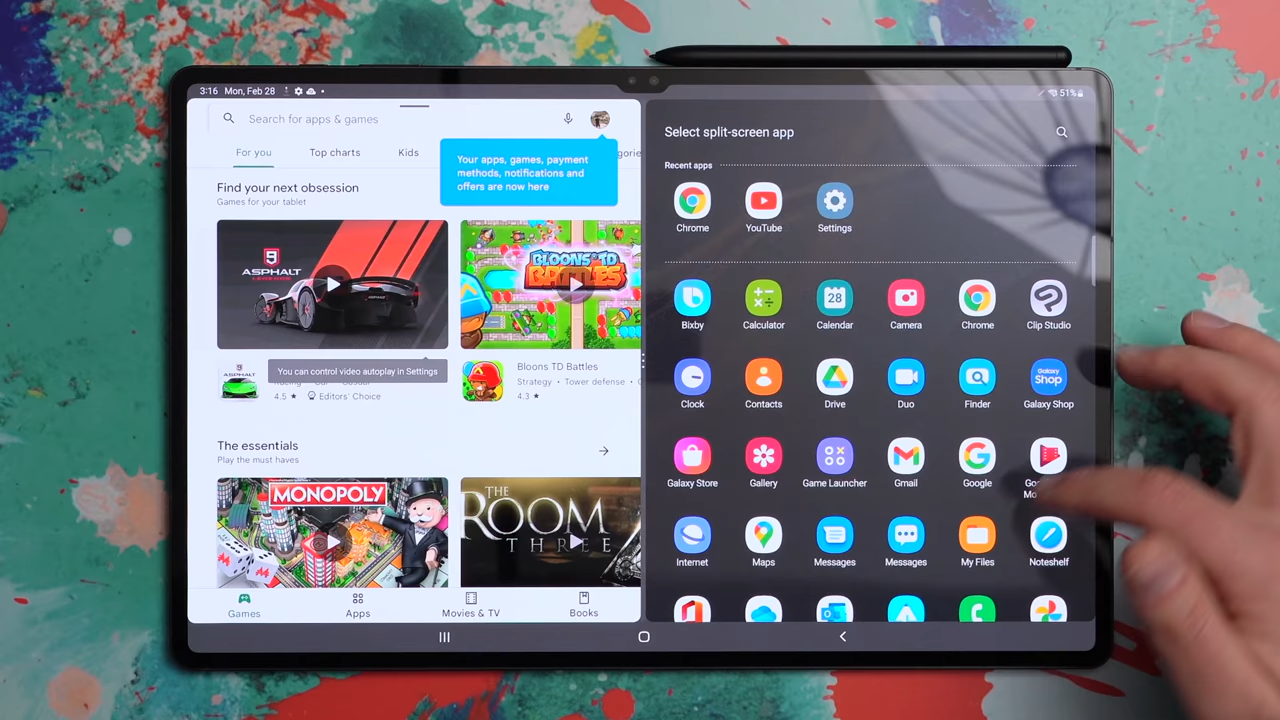 3:16 Mon, Feb 28
51%
Search for apps & games
For you
Top charts
Kids
gories
Your apps, games, payment
methods, notifications and
offers are now here
Find your next obsession
Games for your tablet
9
ASPHALT
LEGENDS
BLOONS TD
BATTLES
ASPHALT
You can control video autoplay in Settings
4.5 ★
Editors' Choice
Bloons TD Battles
Strategy • Tower defense •
4.3 ★
The essentials
Play the must haves
MONOPOLY
THE
ROOM
THREE
Games
Apps
Movies & TV
Books
Select split-screen app
Recent apps
Chrome
YouTube
Settings
28
Bixby
Calculator
Calendar
Camera
Chrome
Clip Studio
Galaxy
Shop
Clock
Contacts
Drive
Duo
Finder
Galaxy Shop
Galaxy Store
Gallery
Game Launcher
Gmail
Google
Internet
Maps
Messages
Messages
My Files
Noteshelf